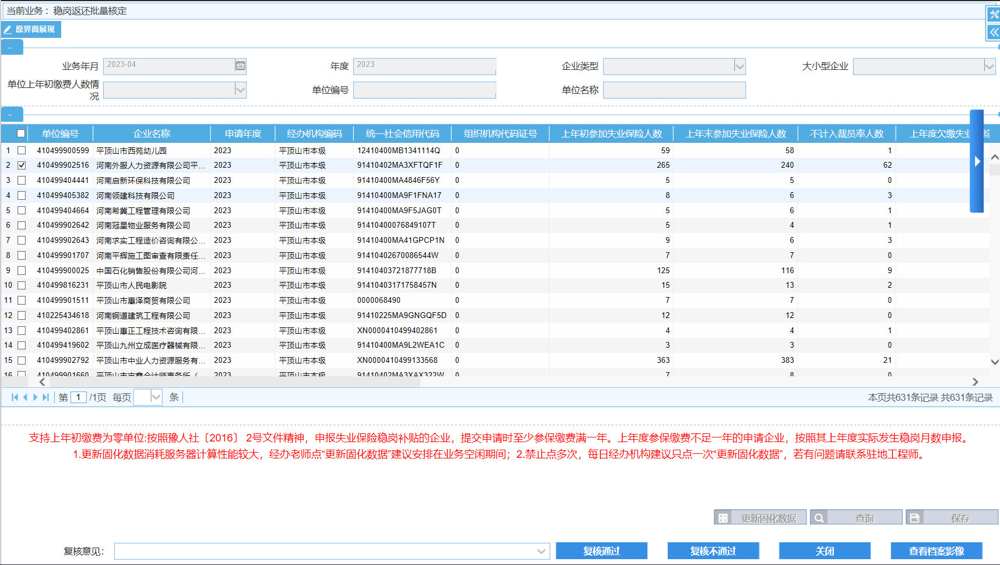 当前业务： 稳岗返还批量核定
原界面展现
业务年月 2023-04 年度 2023 企业类型 大小型企业
单位上年初缴费人数情况 单位编号 单位名称
单位编号 企业名称 申请年度 经办机构编码 统一社会信用代码 组织机构代码证号 上年初参加失业保险人数 上年末参加失业保险人数 不计入裁员率人数 上年度欠缴失业 险
1 410499900599 平顶山市西苑幼儿园 2023 平顶山市本级 12410400MB1341114Q 0 59 58 1
2 410499902516 河南外服人力资源有限公司平... 2023 平顶山市本级 91410402MA3XFTQF1F 0 265 240 62
3 410499404441 河南启新环保科技有限公司 2023 平顶山市本级 91410400MA4846F56Y 0 5 5 0
4 410499405382 河南领建科技有限公司 2023 平顶山市本级 91410400MA9F1FNA17 0 8 6 3
5 410499404664 河南希冀工程管理有限公司 2023 平顶山市本级 91410400MA9F5JAG0T 0 5 6 1
6 410499902642 河南冠星物业服务有限公司 2023 平顶山市本级 91410400076849107T 0 5 4 1
7 410499902643 河南求实工程造价咨询有限公... 2023 平顶山市本级 91410400MA41GPCP1N 0 9 6 3
8 410499901707 河南平辉施工图审查有限责任... 2023 平顶山市本级 91410402670086544W 0 7 7 0
9 410499900025 中国石化销售股份有限公司河... 2023 平顶山市本级 91410403721877718B 0 125 116 9
10 410499816231 平顶山市人民电影院 2023 平顶山市本级 91410403171758457N 0 15 13 2
11 410499901511 平顶山市惠泽商贸有限公司 2023 平顶山市本级 0000068490 0 7 7 0
12 410225434618 河南铜道建筑工程有限公司 2023 平顶山市本级 91410225MA9GNGQF5D 0 12 12 0
13 410499402861 平顶山惠正工程技术咨询有限... 2023 平顶山市本级 XN0000410499402861 0 4 4 1
14 410499419602 平顶山九州立成医疗器械有限... 2023 平顶山市本级 91410400MA9L2WEA1C 0 3 3 0
15 410499902792 平顶山市中业人力资源服务有... 2023 平顶山市本级 XN0000410499133568 0 363 383 21
16 410499901660 2023 平顶山市本级 91410402MA3XAX322W 0 7 8 0
第 1 /1页 每页 条 本页共631条记录 共631条记录
支持上年初缴费为零单位:按照豫人社〔2016〕 2号文件精神，申报失业保险稳岗补贴的企业，提交申请时至少参保缴费满一年。上年度参保缴费不足一年的申请企业，按照其上年度实际发生稳岗月数申报。
1.更新固化数据消耗服务器计算性能较大，经办老师点“更新固化数据”建议安排在业务空闲期间；2.禁止点多次，每日经办机构建议只点一次“更新固化数据”，若有问题请联系驻地工程师。
更新固化数据 查询 保存
复核意见： 复核通过 复核不通过 关闭 查看档案影像